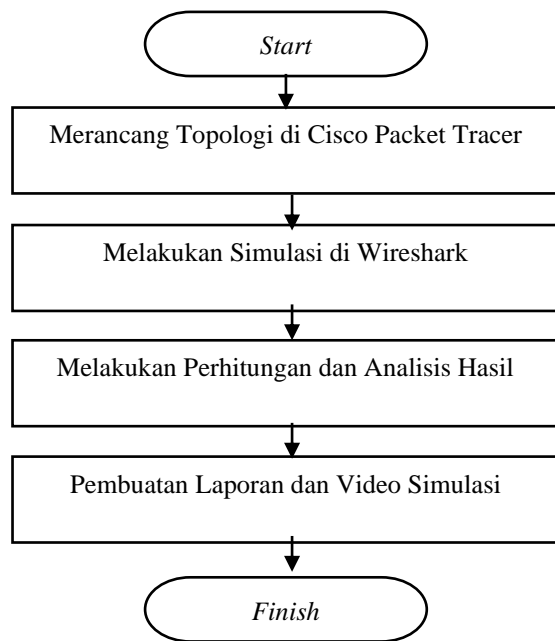 Start
Merancang Topologi di Cisco Packet Tracer
Melakukan Simulasi di Wireshark
Melakukan Perhitungan dan Analisis Hasil
Pembuatan Laporan dan Video Simulasi
Finish